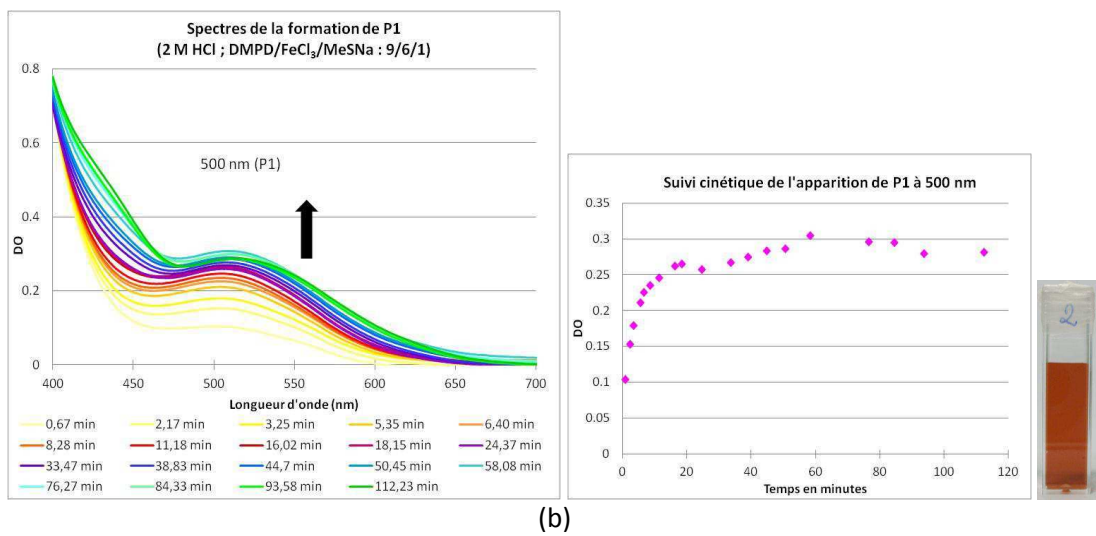 Spectres de la formation de P1
(2 M HCl ; DMPD/FeCl₃/MeSNa : 9/6/1)
0.8
0.6
0.4
0.2
0
DO
500 nm (P1)
400 450 500 550 600 650 700
Longueur d'onde (nm)
0,67 min 2,17 min 3,25 min 5,35 min 6,40 min
8,28 min 11,18 min 16,02 min 18,15 min 24,37 min
33,47 min 38,83 min 44,7 min 50,45 min 58,08 min
76,27 min 84,33 min 93,58 min 112,23 min
Suivi cinétique de l'apparition de P1 à 500 nm
0.35
0.3
0.25
0.2
0.15
0.1
0.05
0
DO
0 20 40 60 80 100 120
Temps en minutes
2
(b)